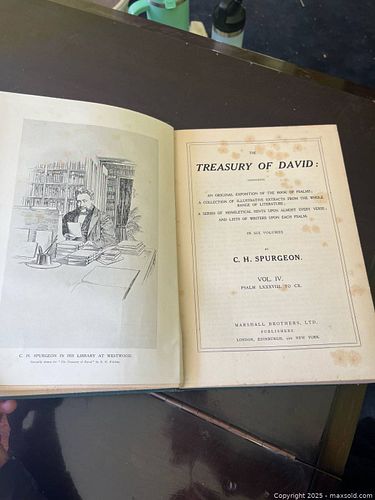 C. H. SPURGEON IN HIS LIBRARY AT WESTWOOD.
THE
TREASURY OF DAVID:
CONTAINING
AN ORIGINAL EXPOSITION OF THE BOOK OF PSALMS;
A COLLECTION OF ILLUSTRATIVE EXTRACTS FROM THE WHOLE
RANGE OF LITERATURE;
A SERIES OF HOMILETICAL HINTS UPON ALMOST EVERY VERSE;
AND LISTS OF WRITERS UPON EACH PSALM.
IN SIX VOLUMES
BY
C. H. SPURGEON.
VOL. IV.
PSALM LXXXVIII. TO CX.
MARSHALL BROTHERS, LTD.,
PUBLISHERS,
LONDON, EDINBURGH, AND NEW YORK.
Copyright 2025 - maxsold.com